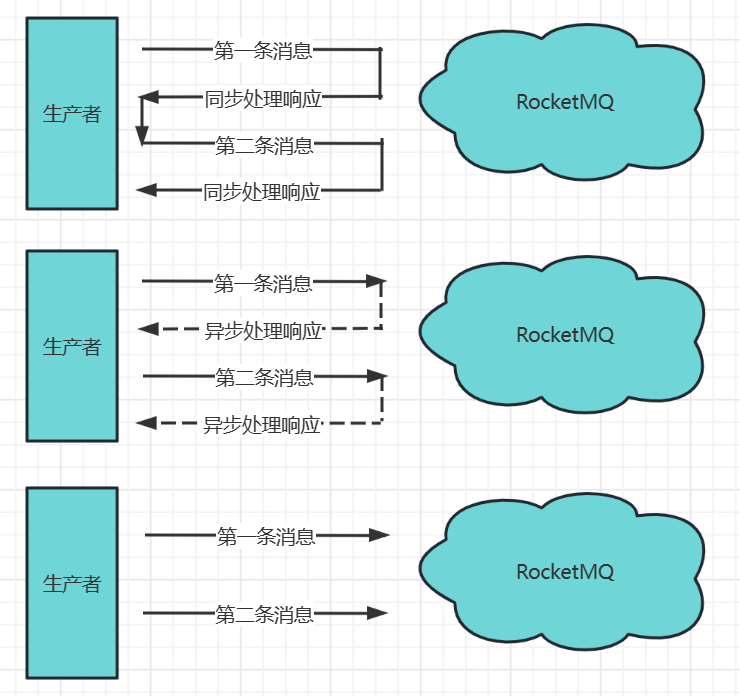 生产者
第一条消息
同步处理响应
第二条消息
同步处理响应
RocketMQ
生产者
第一条消息
异步处理响应
第二条消息
异步处理响应
RocketMQ
生产者
第一条消息
第二条消息
RocketMQ